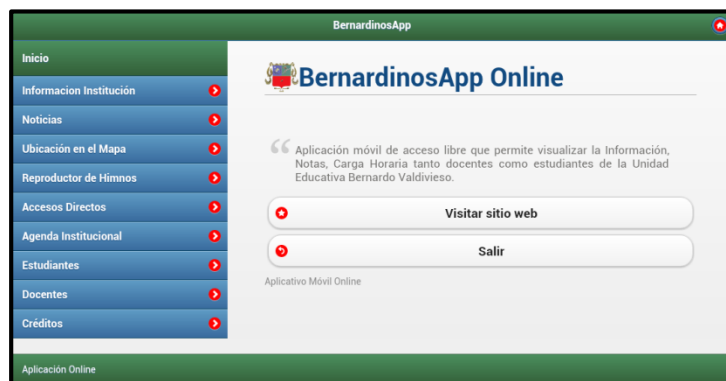 BernardinosApp
Inicio
Informacion Institución
Noticias
Ubicación en el Mapa
Reproductor de Himnos
Accesos Directos
Agenda Institucional
Estudiantes
Docentes
Créditos
BernardinosApp Online
“ Aplicación móvil de acceso libre que permite visualizar la Información,
Notas, Carga Horaria tanto docentes como estudiantes de la Unidad
Educativa Bernardo Valdivieso.
Visitar sitio web
Salir
Aplicativo Móvil Online
Aplicación Online